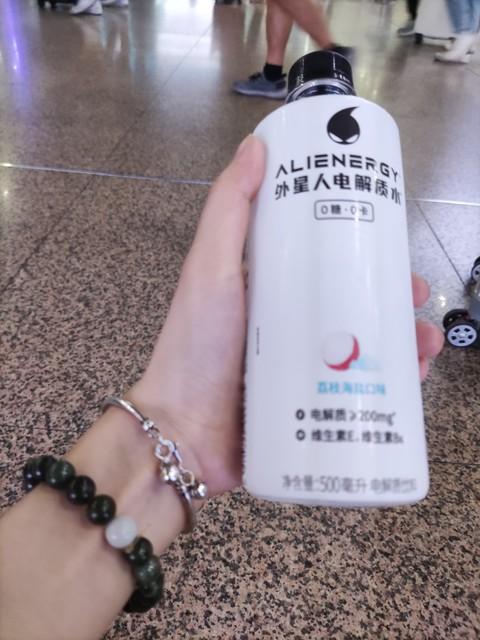 ALIENERGY
外星人电解质水
0糖·0卡
荔枝海盐口味
电解质≥200mg*
维生素E、维生素B₆
净含量:500毫升 电解质饮料